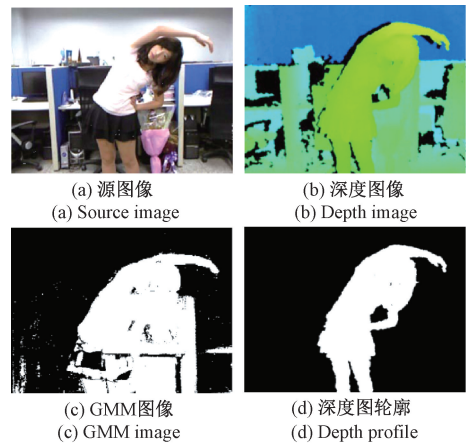 (a) 源图像
(a) Source image
(b) 深度图像
(b) Depth image
(c) GMM图像
(c) GMM image
(d) 深度图轮廓
(d) Depth profile